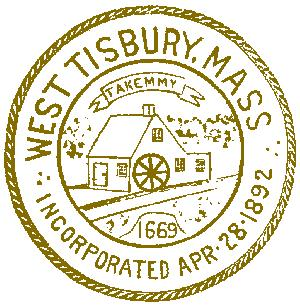 WEST TISBURY, MASS
TAKEMMY
1669
INCORPORATED APR·28·1892